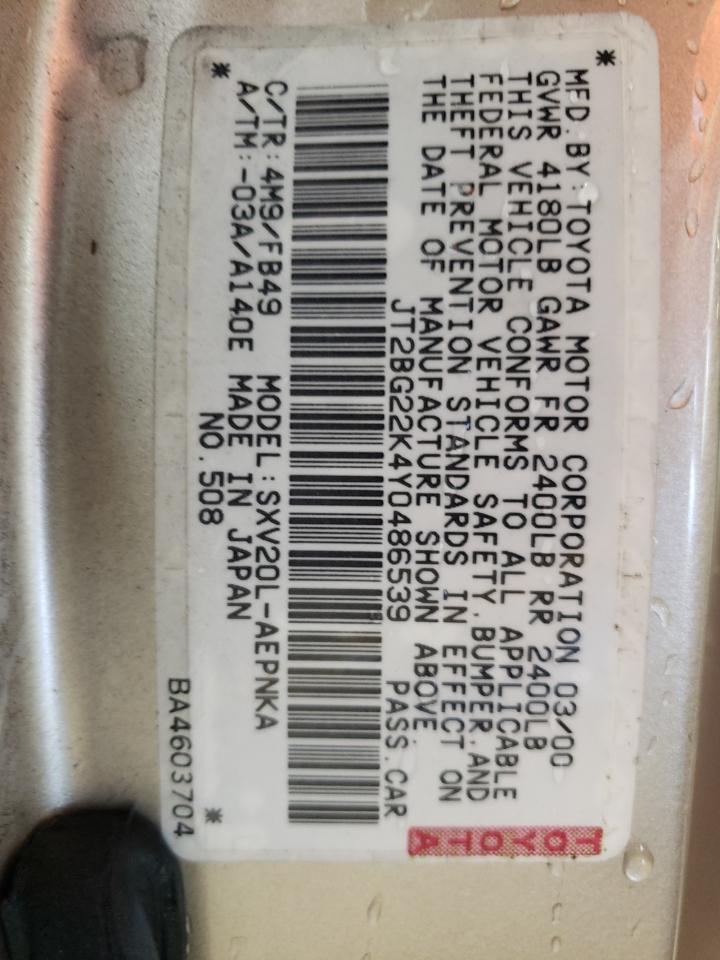 MFD.BY:TOYOTA MOTOR CORPORATION 03/00
GVWR 4180LB GAWR FR 2400LB RR 2400LB
THIS VEHICLE CONFORMS TO ALL APPLICABLE
FEDERAL MOTOR VEHICLE SAFETY,BUMPER,AND
THEFT PREVENTION STANDARDS IN EFFECT ON
THE DATE OF MANUFACTURE SHOWN ABOVE.
JT2BG22K4Y0486539 PASS.CAR
C/TR:4M9/FB49 MODEL:SXV20L-AEPNKA
A/TM:-03A/A140E MADE IN JAPAN
NO.508
BA4603704
TOYOTA